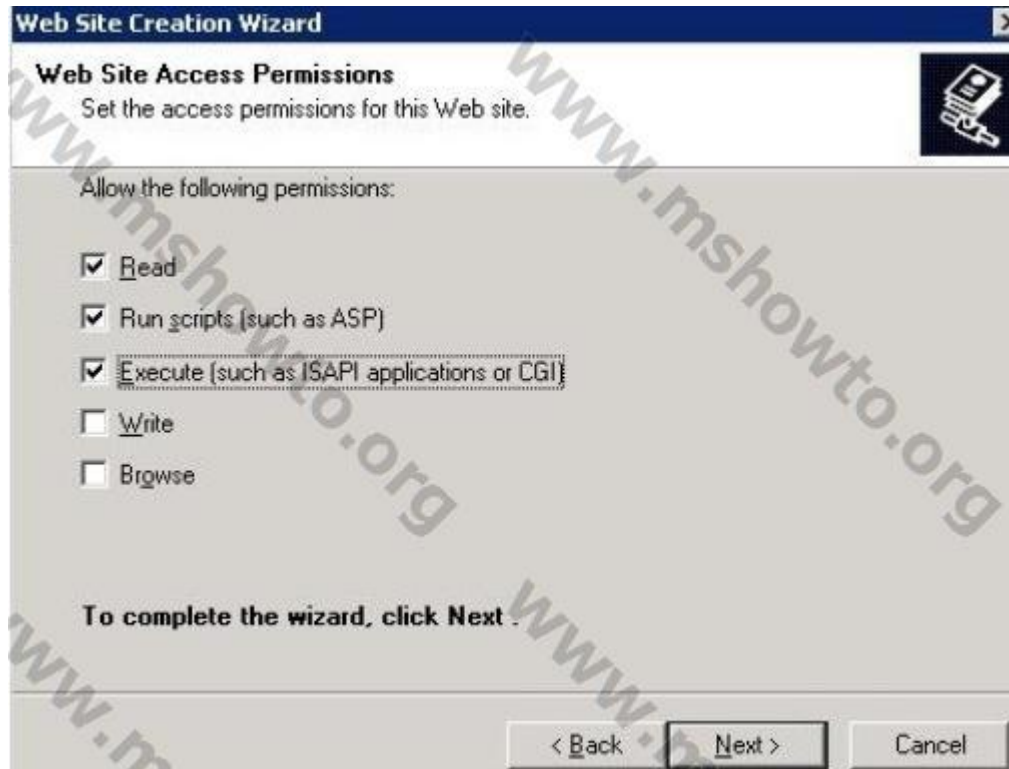 Web Site Creation Wizard
Web Site Access Permissions
Set the access permissions for this Web site.
Allow the following permissions:
Read
Run scripts (such as ASP)
Execute (such as ISAPI applications or CGI)
Write
Browse
To complete the wizard, click Next .
< Back
Next >
Cancel
www.mshowto.org
www.mshowto.org
www.m
www.m